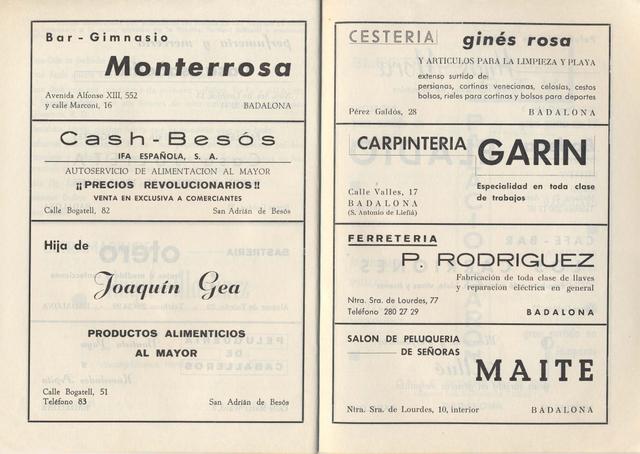 Bar - Gimnasio
Monterrosa
Avenida Alfonso XIII, 552
y calle Marconi, 16
BADALONA
Cash - Besós
IFA ESPAÑOLA, S. A.
AUTOSERVICIO DE ALIMENTACION AL MAYOR
¡¡PRECIOS REVOLUCIONARIOS!!
VENTA EN EXCLUSIVA A COMERCIANTES
Calle Bogatell, 82
San Adrián de Besós
Hija de
Joaquín Gea
PRODUCTOS ALIMENTICIOS
AL MAYOR
Calle Bogatell, 51
Teléfono 83
San Adrián de Besós
CESTERIA ginés rosa
Y ARTICULOS PARA LA LIMPIEZA Y PLAYA
extenso surtido de:
persianas, cortinas venecianas, celosías, cestos
bolsos, rieles para cortinas y bolsos para deportes
Pérez Galdós, 28
BADALONA
CARPINTERIA GARIN
Calle Valles, 17
BADALONA
(S. Antonio de Llefiá)
Especialidad en toda clase
de trabajos
FERRETERIA
P. RODRIGUEZ
Fabricación de toda clase de llaves
y reparación eléctrica en general
Ntra. Sra. de Lourdes, 77
Teléfono 280 27 29
BADALONA
SALON DE PELUQUERIA
DE SEÑORAS
MAITE
Ntra. Sra. de Lourdes, 10, interior
BADALONA